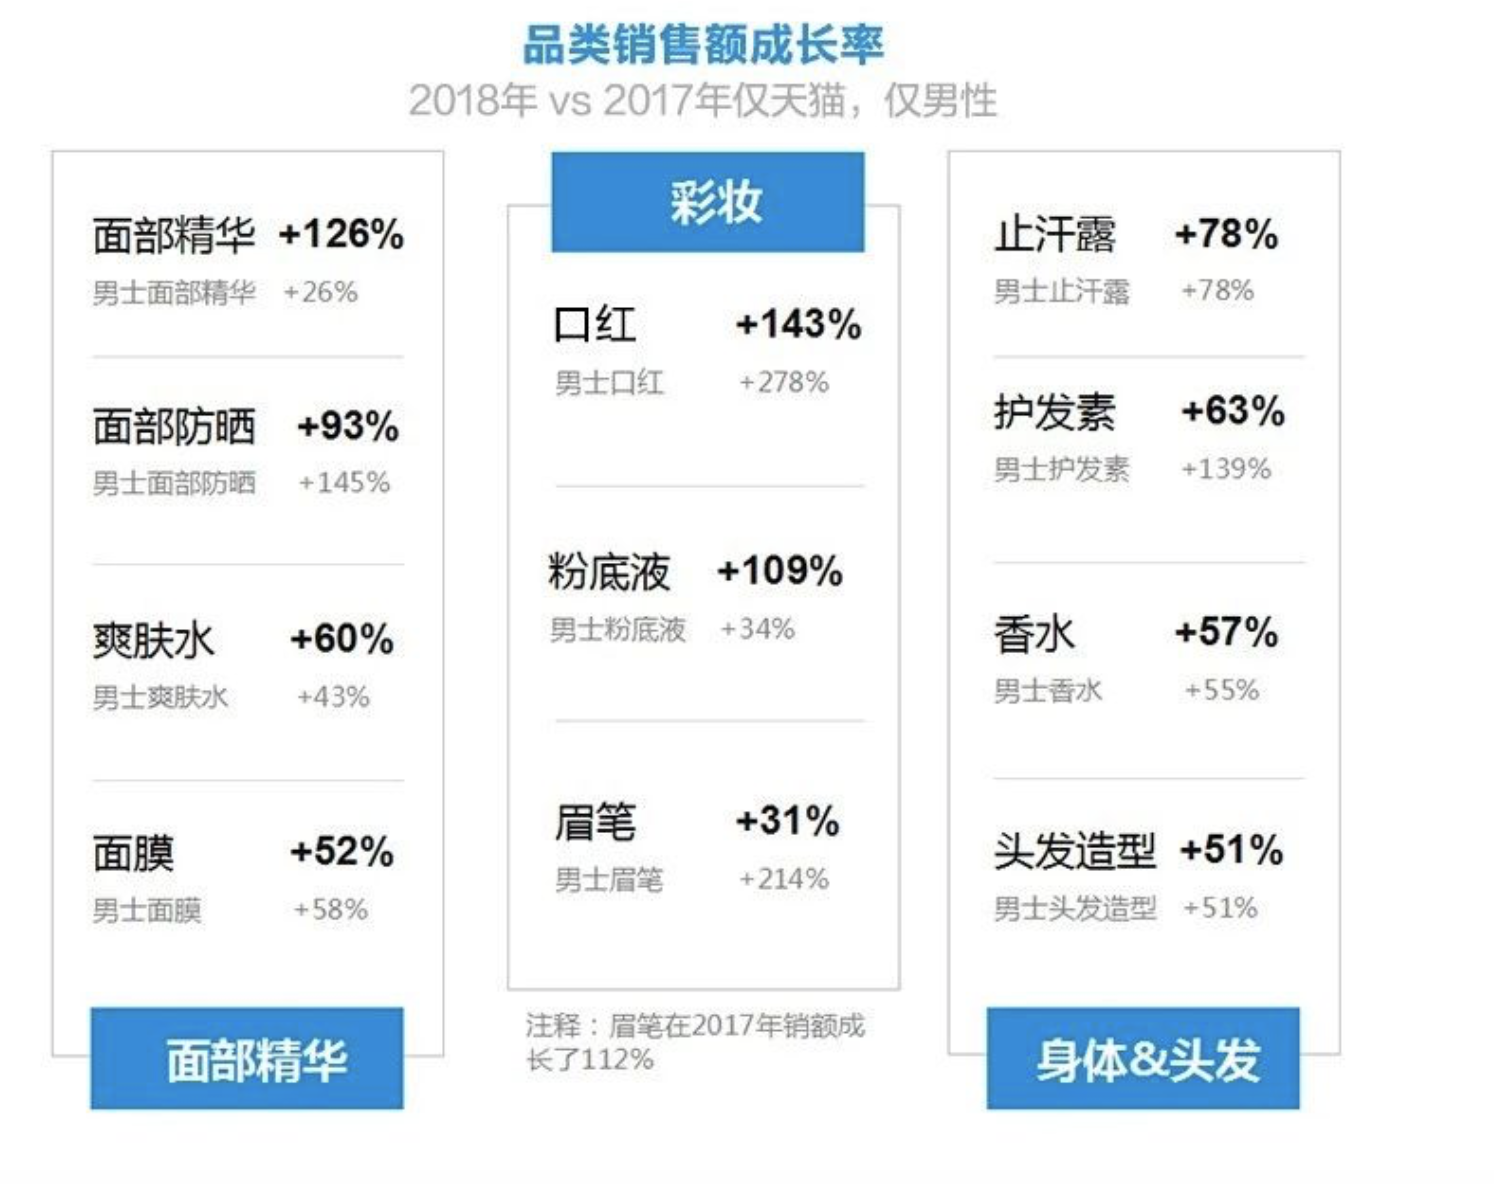 品类销售额成长率
2018年 vs 2017年仅天猫，仅男性
面部精华 +126%
男士面部精华 +26%
面部防晒 +93%
男士面部防晒 +145%
爽肤水 +60%
男士爽肤水 +43%
面膜 +52%
男士面膜 +58%
面部精华
彩妆
口红 +143%
男士口红 +278%
粉底液 +109%
男士粉底液 +34%
眉笔 +31%
男士眉笔 +214%
注释：眉笔在2017年销额成
长了112%
止汗露 +78%
男士止汗露 +78%
护发素 +63%
男士护发素 +139%
香水 +57%
男士香水 +55%
头发造型 +51%
男士头发造型 +51%
身体&头发